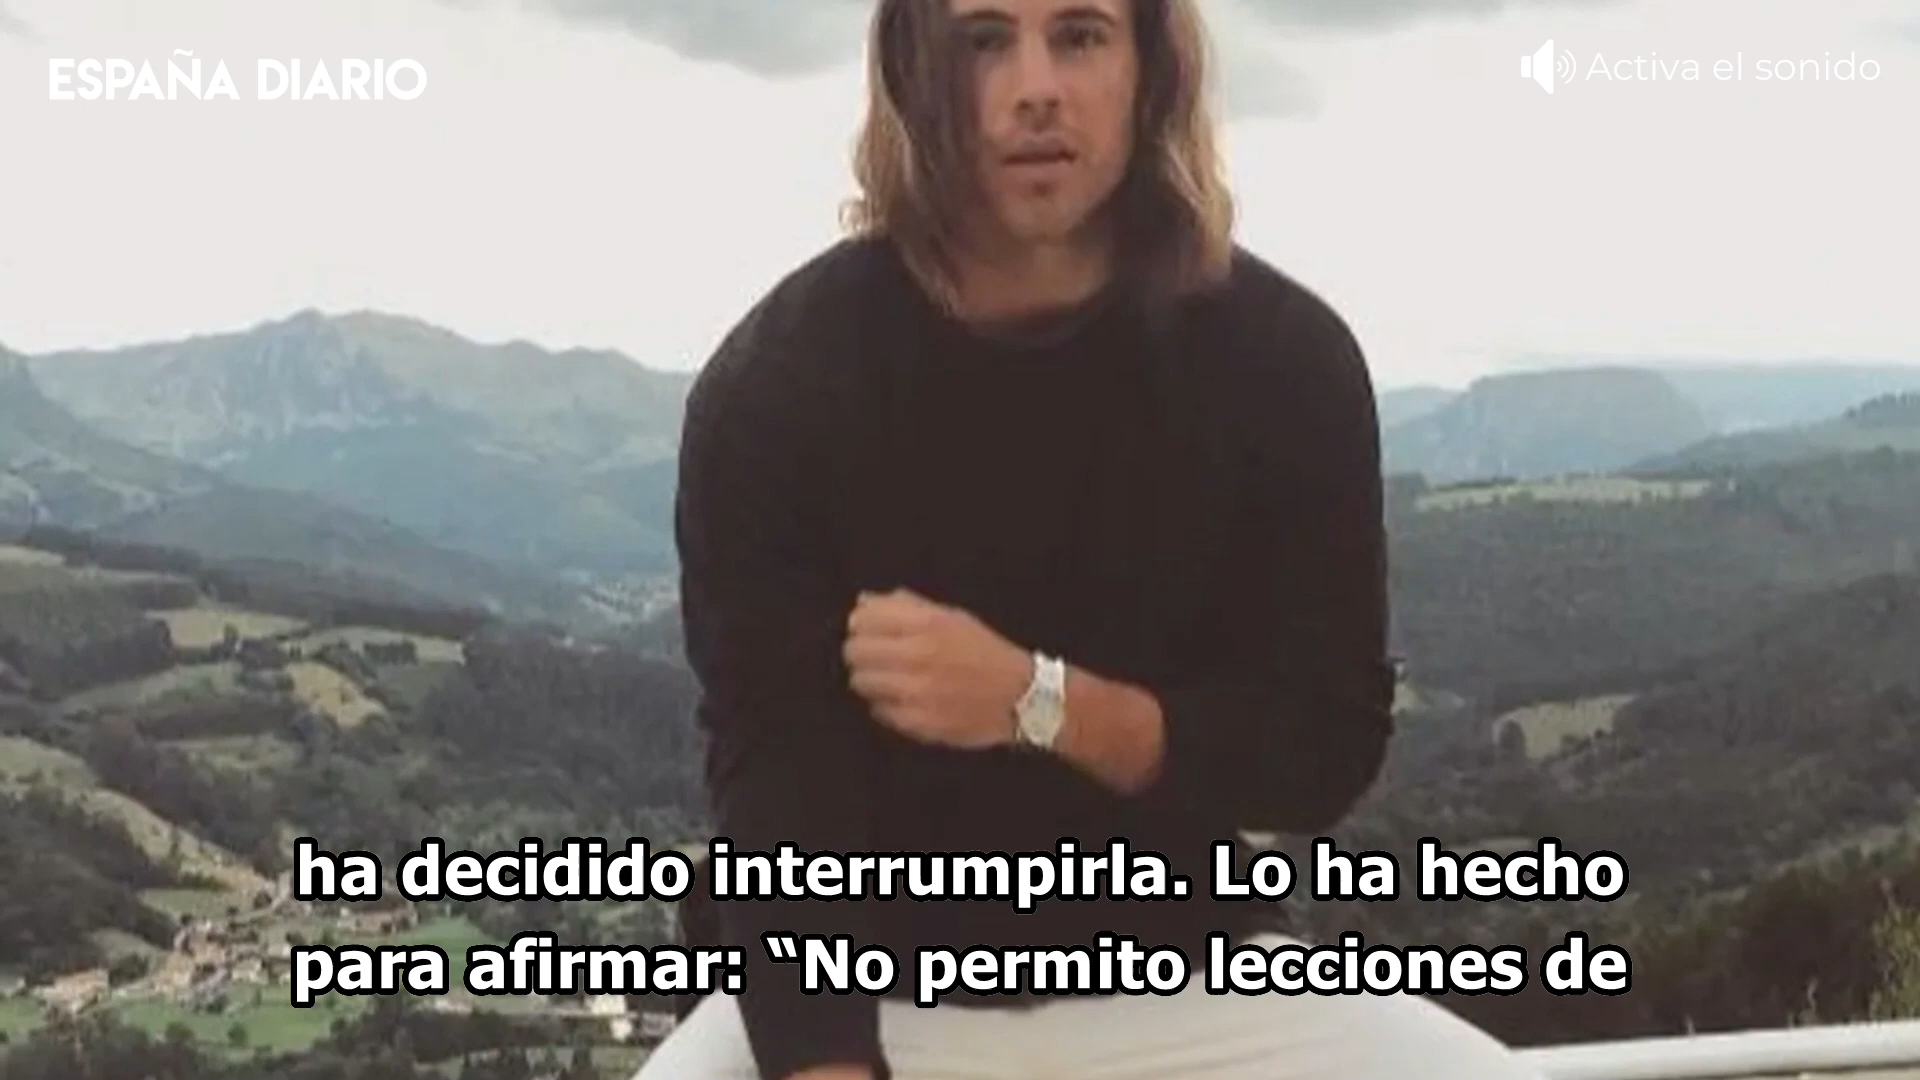 ESPAÑA DIARIO
Activa el sonido
ha decidido interrumpirla. Lo ha hecho
para afirmar: “No permito lecciones de